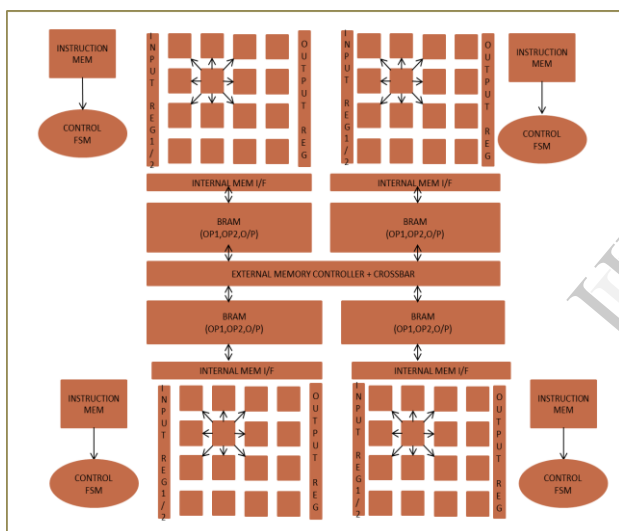 INSTRUCTION
MEM
CONTROL
FSM
INPUT REG1/2
OUTPUT REG
INPUT REG1/2
OUTPUT REG
INSTRUCTION
MEM
CONTROL
FSM
INTERNAL MEM I/F
INTERNAL MEM I/F
BRAM
(OP1,OP2,O/P)
BRAM
(OP1,OP2,O/P)
EXTERNAL MEMORY CONTROLLER + CROSSBAR
BRAM
(OP1,OP2,O/P)
BRAM
(OP1,OP2,O/P)
INTERNAL MEM I/F
INTERNAL MEM I/F
INSTRUCTION
MEM
CONTROL
FSM
INPUT REG1/2
OUTPUT REG
INPUT REG1/2
OUTPUT REG
INSTRUCTION
MEM
CONTROL
FSM